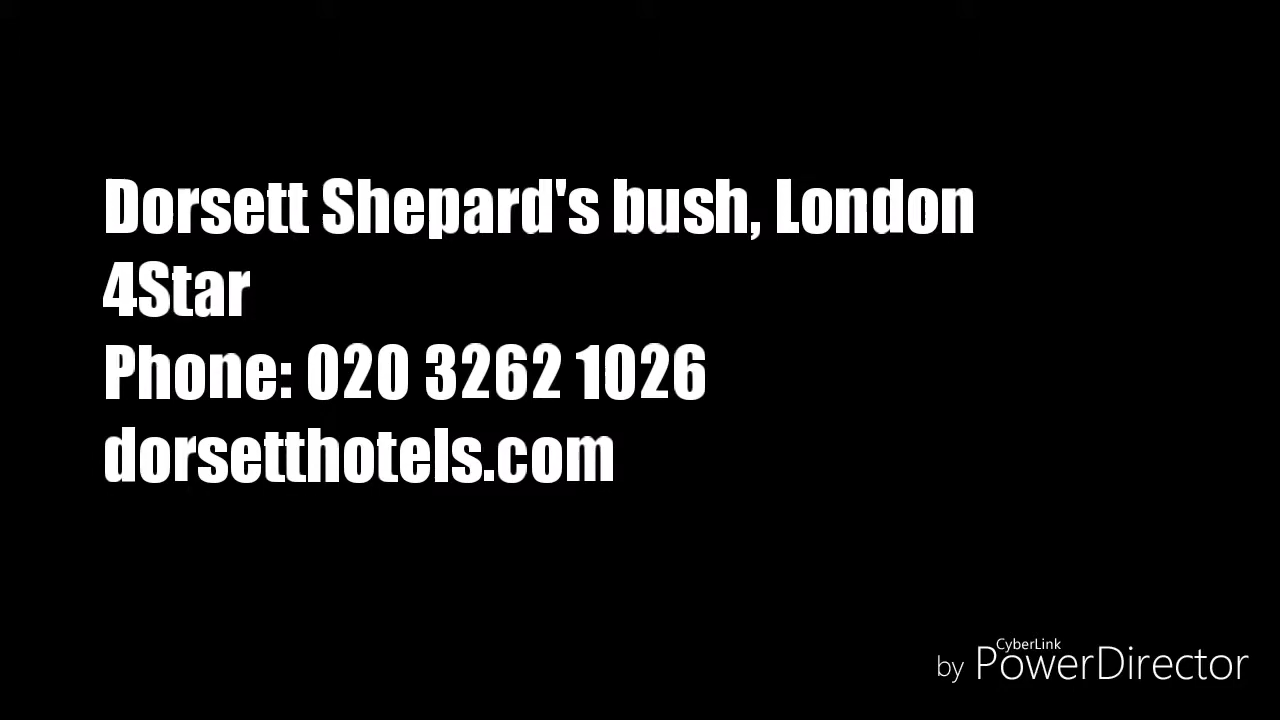 Dorsett Shepard's bush, London
4Star
Phone: 020 3262 1026
dorsetthotels.com
CyberLink
by PowerDirector